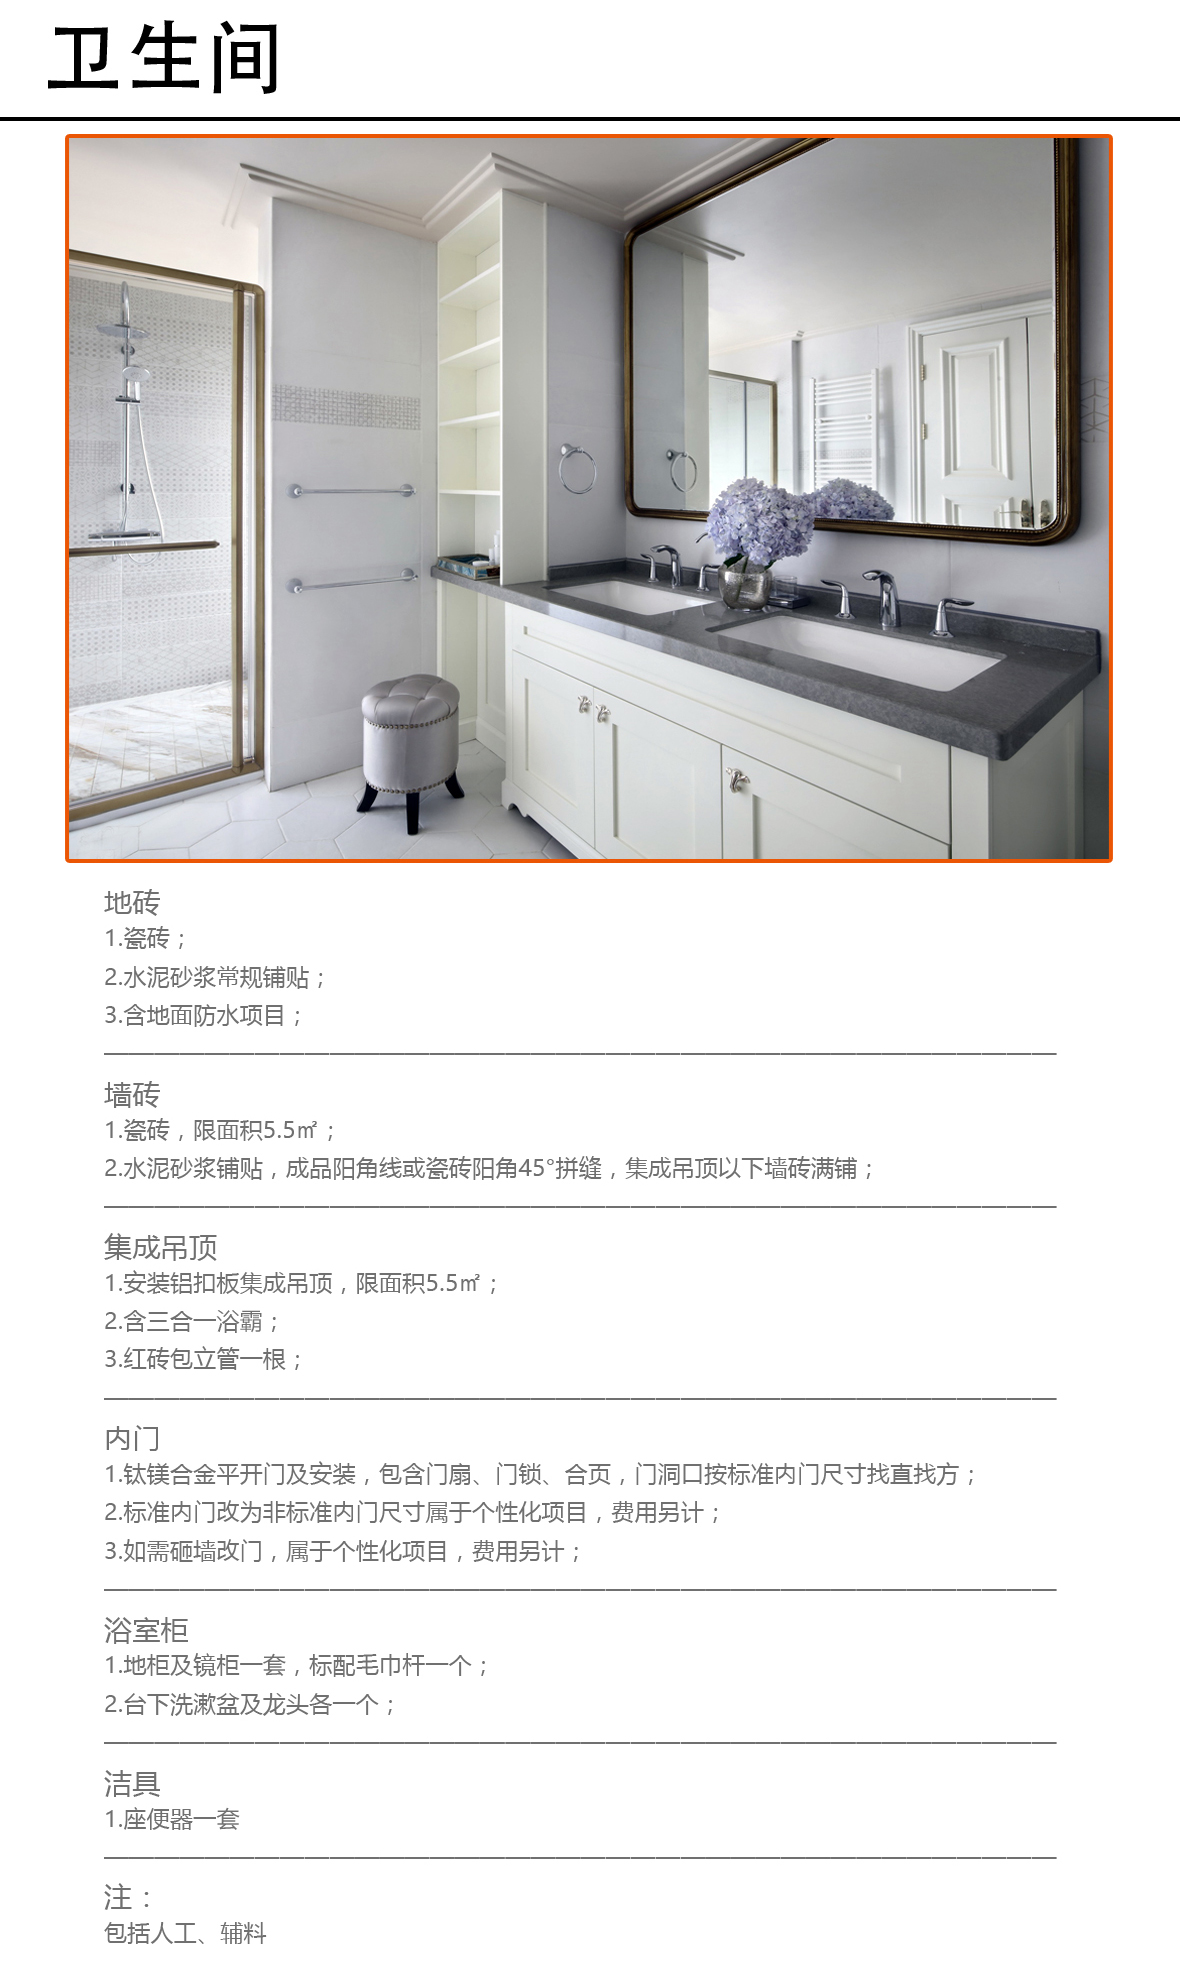 卫生间
地砖
1.瓷砖；
2.水泥砂浆常规铺贴；
3.含地面防水项目；
墙砖
1.瓷砖，限面积5.5㎡；
2.水泥砂浆铺贴，成品阳角线或瓷砖阳角45°拼缝，集成吊顶以下墙砖满铺；
集成吊顶
1.安装铝扣板集成吊顶，限面积5.5㎡；
2.含三合一浴霸；
3.红砖包立管一根；
内门
1.钛镁合金平开门及安装，包含门扇、门锁、合页，门洞口按标准内门尺寸找直找方；
2.标准内门改为非标准内门尺寸属于个性化项目，费用另计；
3.如需砸墙改门，属于个性化项目，费用另计；
浴室柜
1.地柜及镜柜一套，标配毛巾杆一个；
2.台下洗漱盆及龙头各一个；
洁具
1.座便器一套
注：
包括人工、辅料